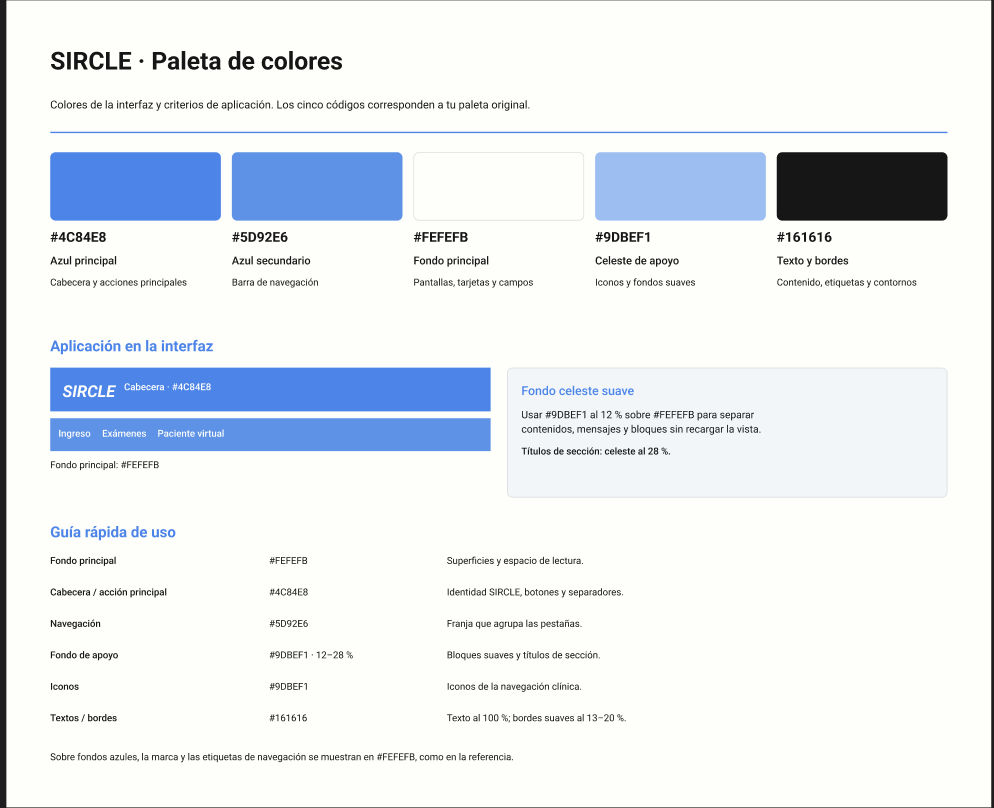 SIRCLE · Paleta de colores
Colores de la interfaz y criterios de aplicación. Los cinco códigos corresponden a tu paleta original.
#4C84E8
Azul principal
Cabecera y acciones principales
#5D92E6
Azul secundario
Barra de navegación
#FEFEFB
Fondo principal
Pantallas, tarjetas y campos
#9DBEF1
Celeste de apoyo
Iconos y fondos suaves
#161616
Texto y bordes
Contenido, etiquetas y contornos
Aplicación en la interfaz
SIRCLE Cabecera · #4C84E8
Ingreso Exámenes Paciente virtual
Fondo principal: #FEFEFB
Fondo celeste suave
Usar #9DBEF1 al 12 % sobre #FEFEFB para separar
contenidos, mensajes y bloques sin recargar la vista.
Títulos de sección: celeste al 28 %.
Guía rápida de uso
Fondo principal #FEFEFB Superficies y espacio de lectura.
Cabecera / acción principal #4C84E8 Identidad SIRCLE, botones y separadores.
Navegación #5D92E6 Franja que agrupa las pestañas.
Fondo de apoyo #9DBEF1 · 12–28 % Bloques suaves y títulos de sección.
Iconos #9DBEF1 Iconos de la navegación clínica.
Textos / bordes #161616 Texto al 100 %; bordes suaves al 13–20 %.
Sobre fondos azules, la marca y las etiquetas de navegación se muestran en #FEFEFB, como en la referencia.